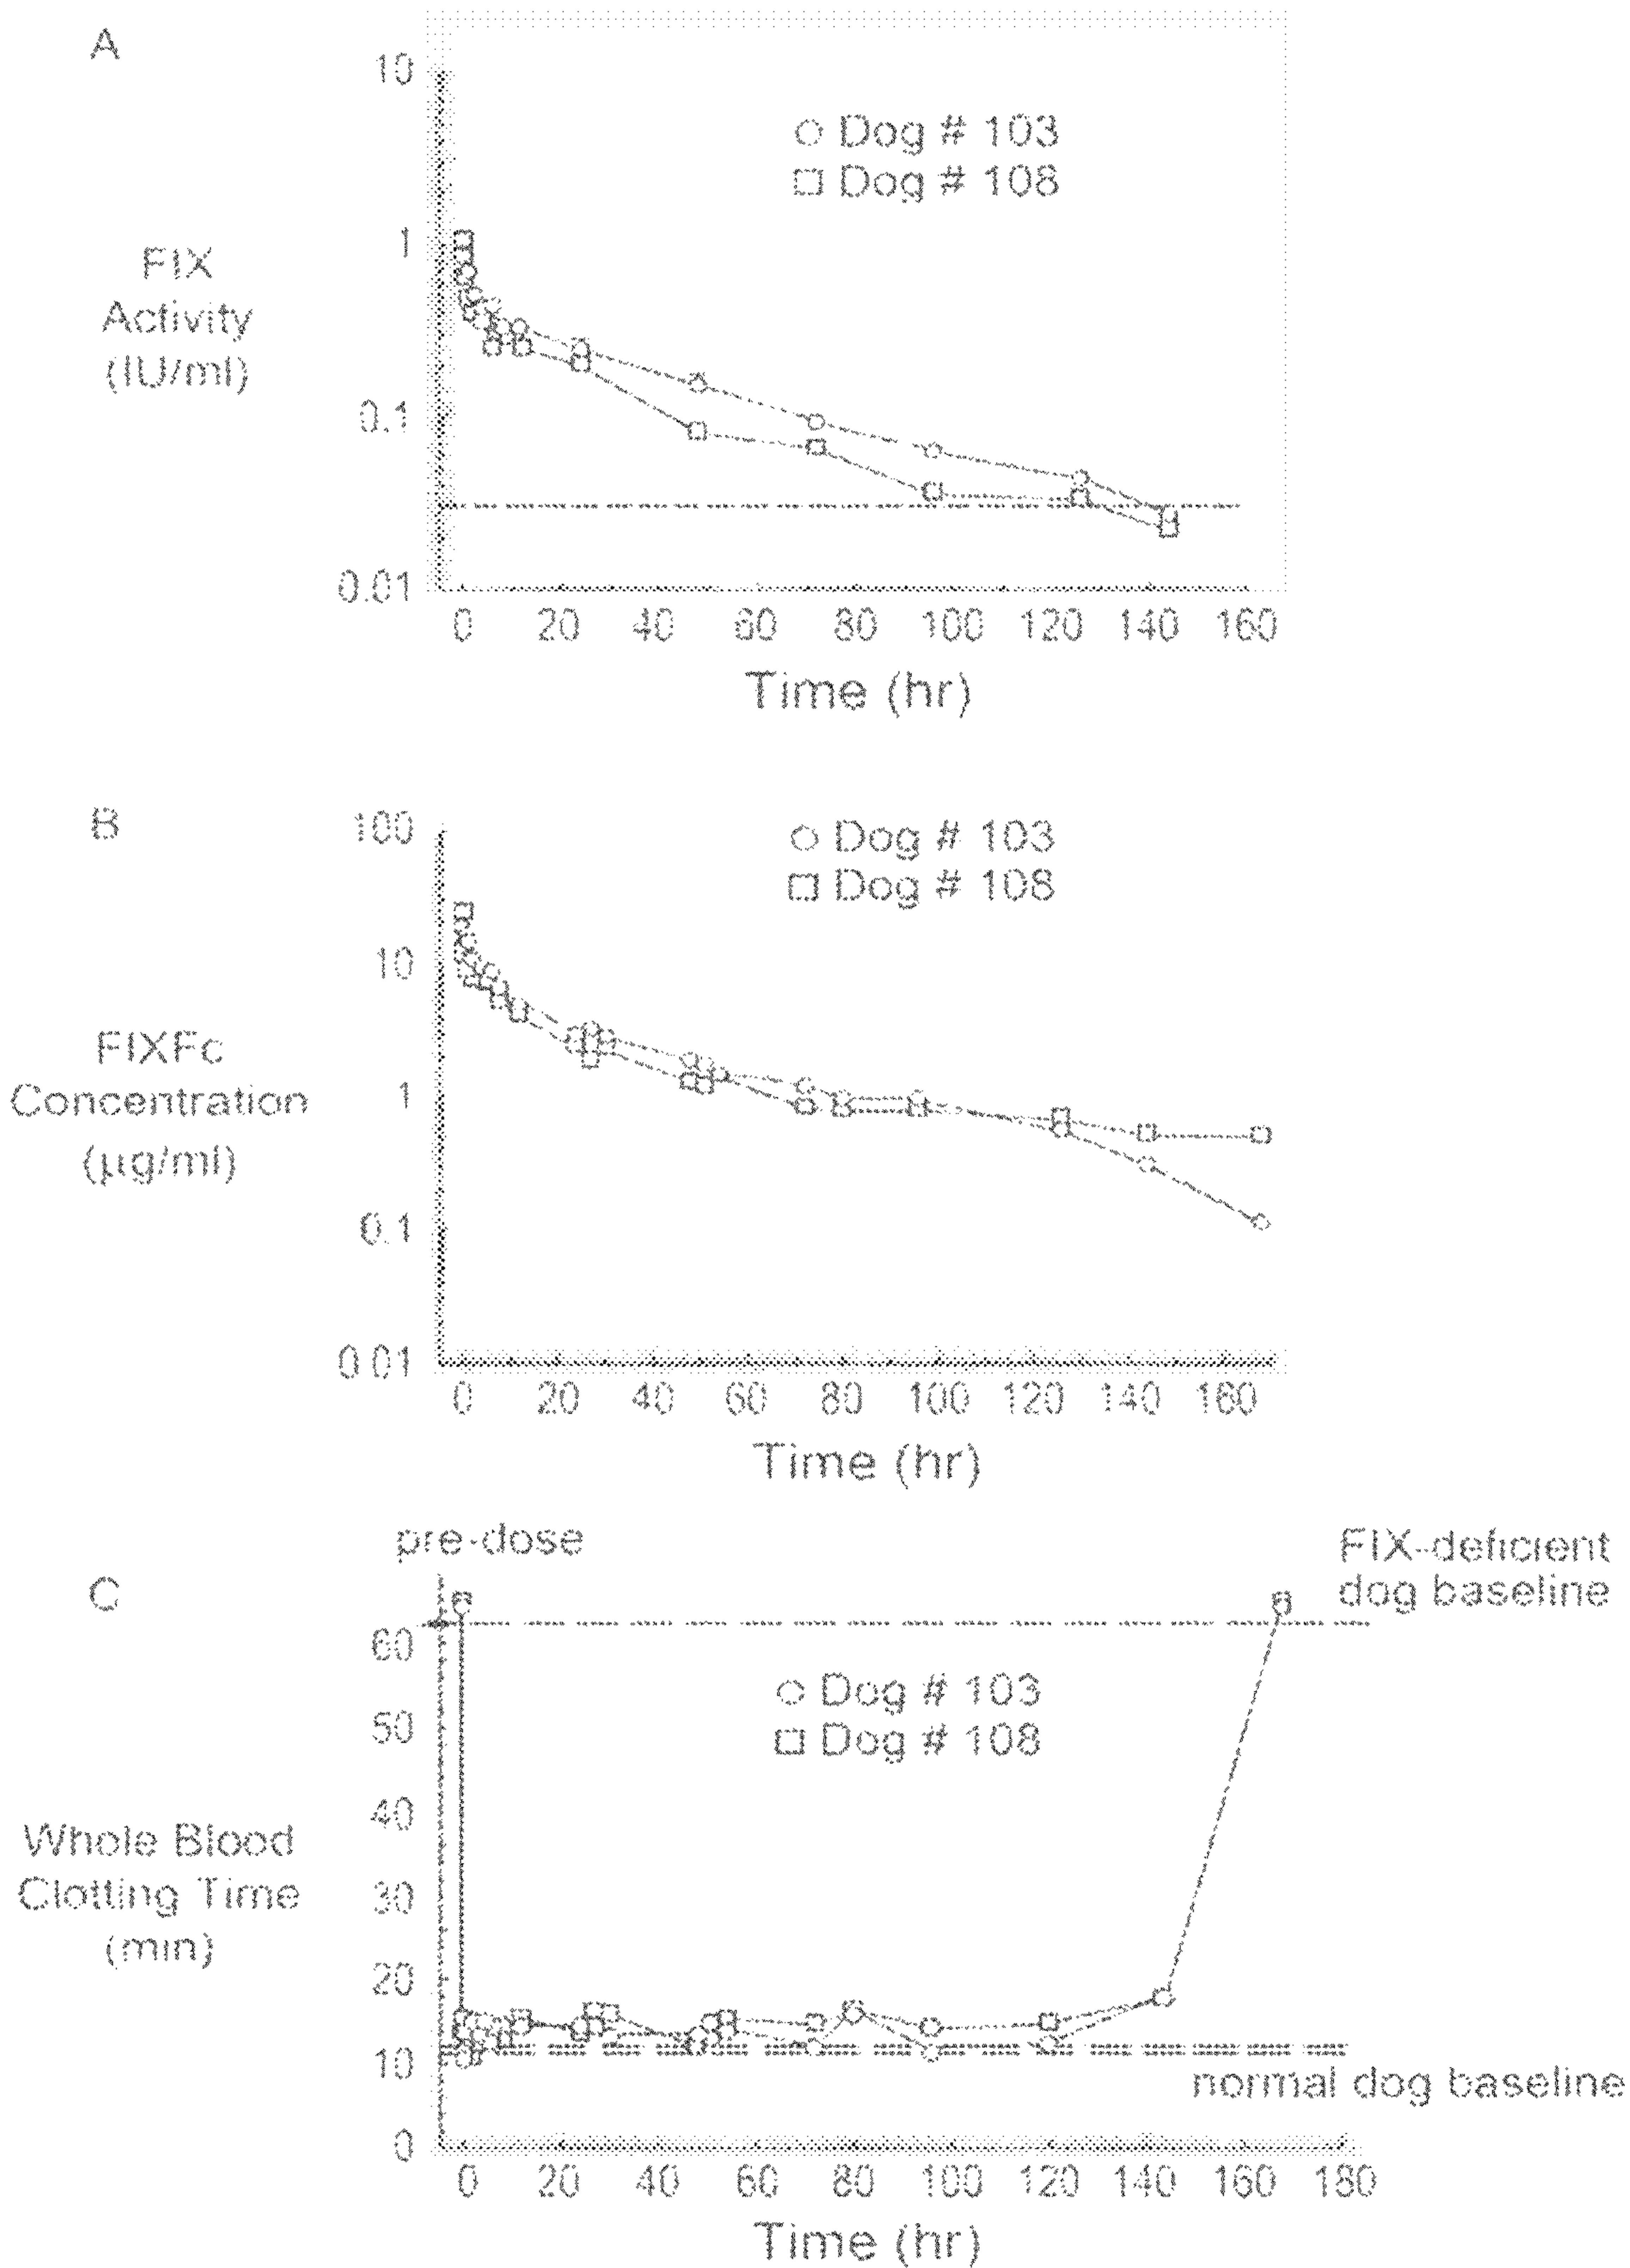 A
10
1
0.1
0.01
FIX
Activity
(IU/ml)
Dog # 103
Dog # 108
0 20 40 60 80 100 120 140 160
Time (hr)
B
100
10
1
0.1
0.01
FIXFc
Concentration
(µg/ml)
Dog # 103
Dog # 108
0 20 40 60 80 100 120 140 160
Time (hr)
pre-dose
FIX-deficient
dog baseline
C
60
50
40
30
20
10
0
Whole Blood
Clotting Time
(min)
Dog # 103
Dog # 108
normal dog baseline
0 20 40 60 80 100 120 140 160 180
Time (hr)